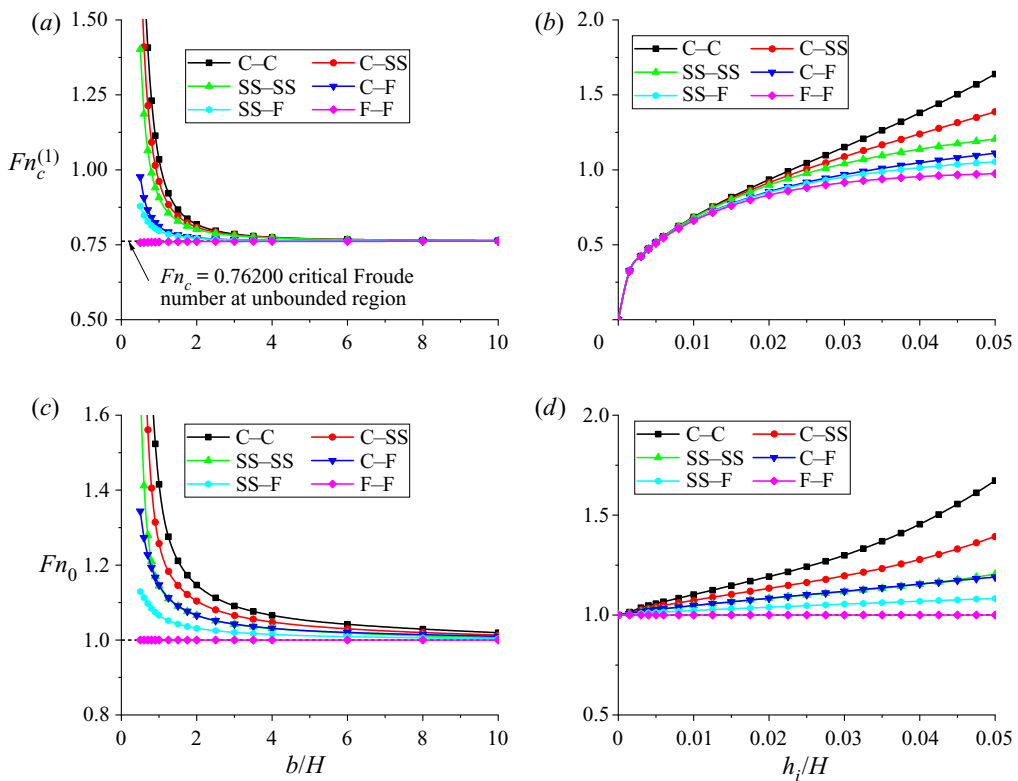 (a)
1.50
1.25
1.00
0.75
0.50
Fn_c^(1)
C–C C–SS
SS–SS C–F
SS–F F–F
Fn_c = 0.76200 critical Froude
number at unbounded region
0 2 4 6 8 10
(b)
2.0
1.5
1.0
0.5
C–C C–SS
SS–SS C–F
SS–F F–F
0 0.01 0.02 0.03 0.04 0.05
(c)
1.6
1.4
1.2
1.0
0.8
Fn_0
C–C C–SS
SS–SS C–F
SS–F F–F
0 2 4 6 8 10
b/H
(d)
2.0
1.5
1.0
0.5
C–C C–SS
SS–SS C–F
SS–F F–F
0 0.01 0.02 0.03 0.04 0.05
h_i/H